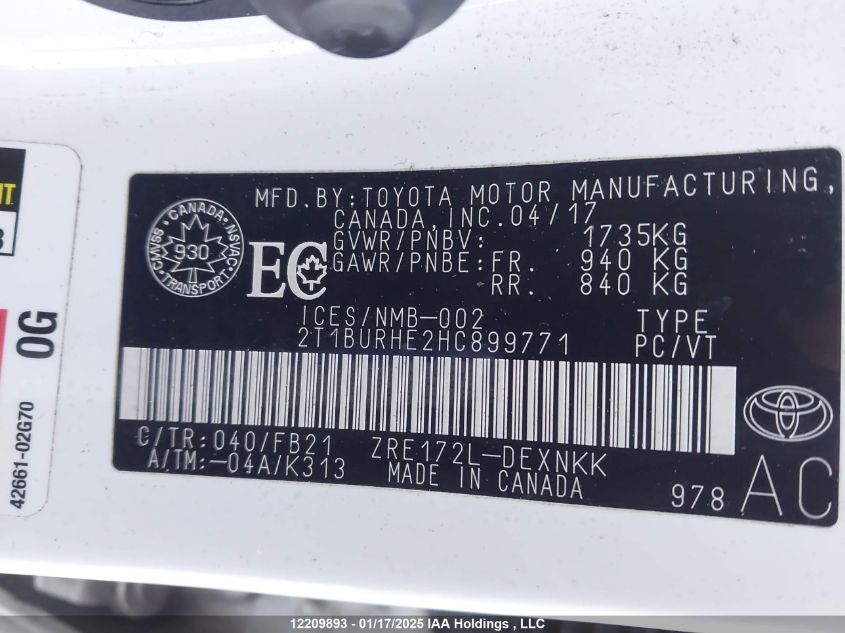 MFD.BY:TOYOTA MOTOR MANUFACTURING,
CANADA,INC.04/17
GVWR/PNBV: 1735KG
GAWR/PNBE:FR. 940 KG
RR. 840 KG
CANADA
CMVSS NSVAC
930
TRANSPORT
EC
ICES/NMB-002 TYPE
2T1BURHE2HC899771 PC/VT
C/TR:040/FB21 ZRE172L-DEXNKK
A/TM:-04A/K313 MADE IN CANADA
978 AC
0G
42661-02G70
12209893 - 01/17/2025 IAA Holdings , LLC